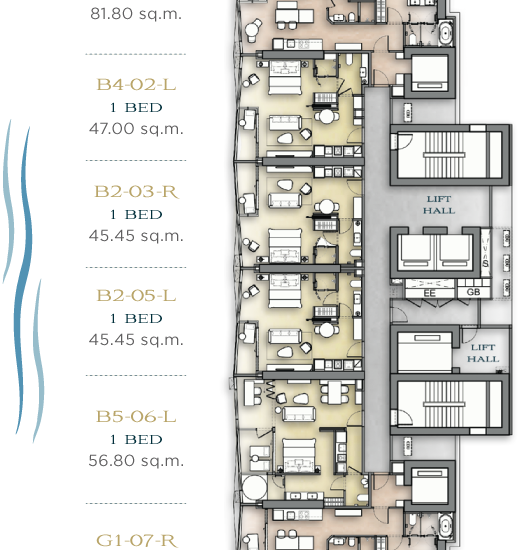 81.80 sq.m.
B4-02-L
1 BED
47.00 sq.m.
B2-03-R
1 BED
45.45 sq.m.
B2-05-L
1 BED
45.45 sq.m.
B5-06-L
1 BED
56.80 sq.m.
G1-07-R
LIFT
HALL
S
EE
GB
LIFT
HALL